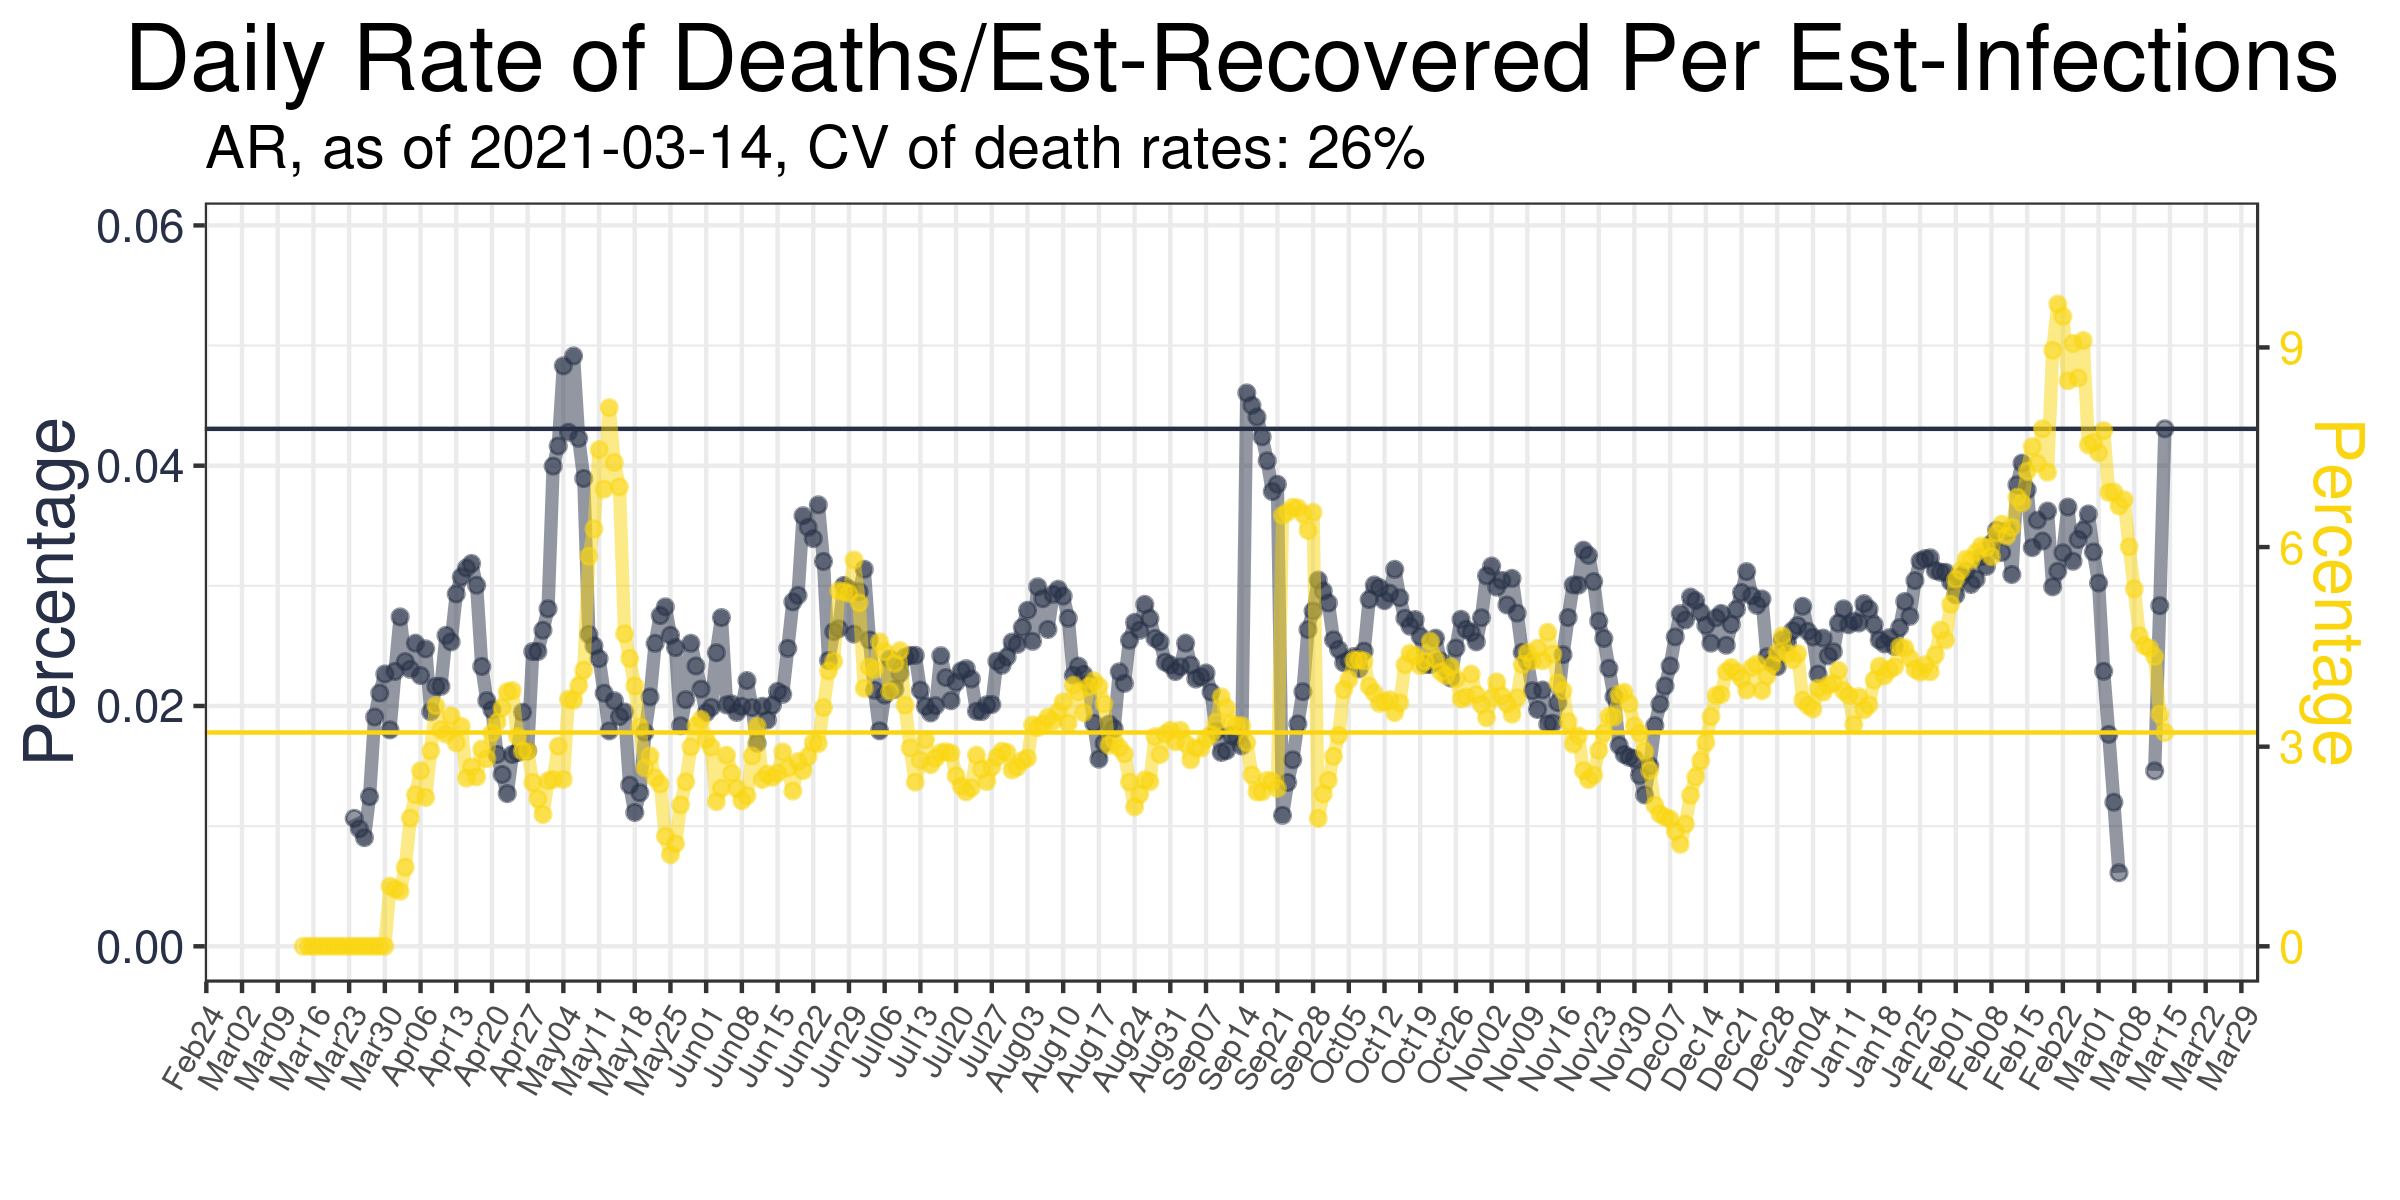 Daily Rate of Deaths/Est-Recovered Per Est-Infections
AR, as of 2021-03-14, CV of death rates: 26%
Percentage
0.06
0.04
0.02
0.00
9
6
3
0
Percentage
Feb24
Mar02
Mar09
Mar16
Mar23
Mar30
Apr06
Apr13
Apr20
Apr27
May04
May11
May18
May25
Jun01
Jun08
Jun15
Jun22
Jun29
Jul06
Jul13
Jul20
Jul27
Aug03
Aug10
Aug17
Aug24
Aug31
Sep07
Sep14
Sep21
Sep28
Oct05
Oct12
Oct19
Oct26
Nov02
Nov09
Nov16
Nov23
Nov30
Dec07
Dec14
Dec21
Dec28
Jan04
Jan11
Jan18
Jan25
Feb01
Feb08
Feb15
Feb22
Mar01
Mar08
Mar15
Mar22
Mar29